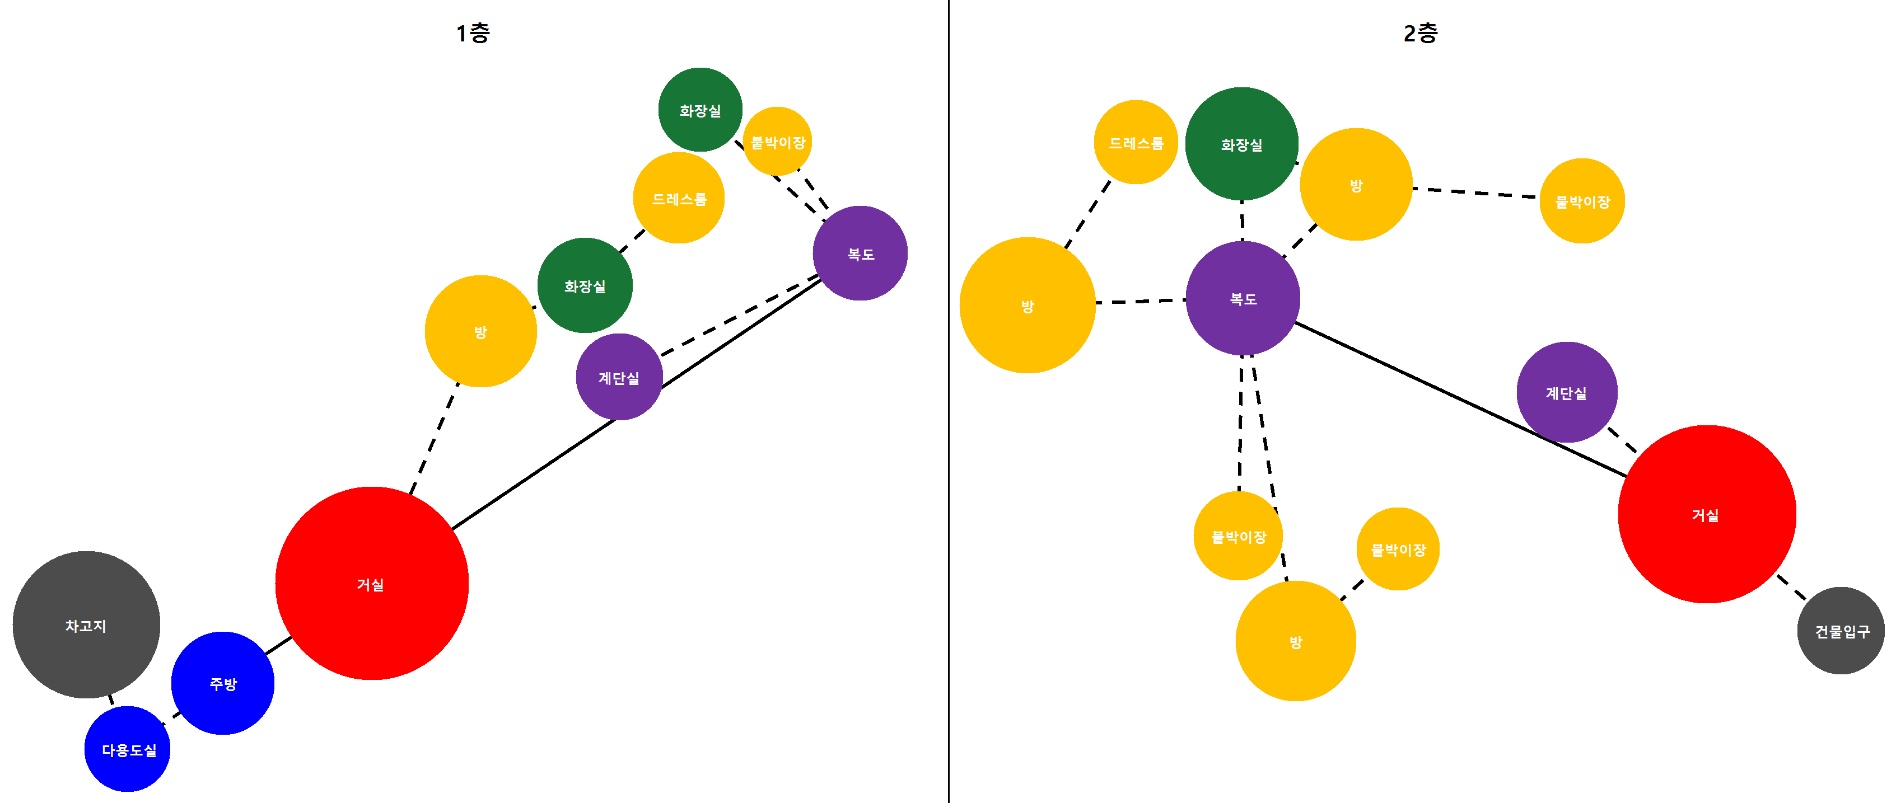 1층
화장실
붙박이장
드레스룸
복도
화장실
방
계단실
거실
차고지
주방
다용도실
2층
드레스룸
화장실
방
붙박이장
방
복도
계단실
거실
붙박이장
붙박이장
방
건물입구